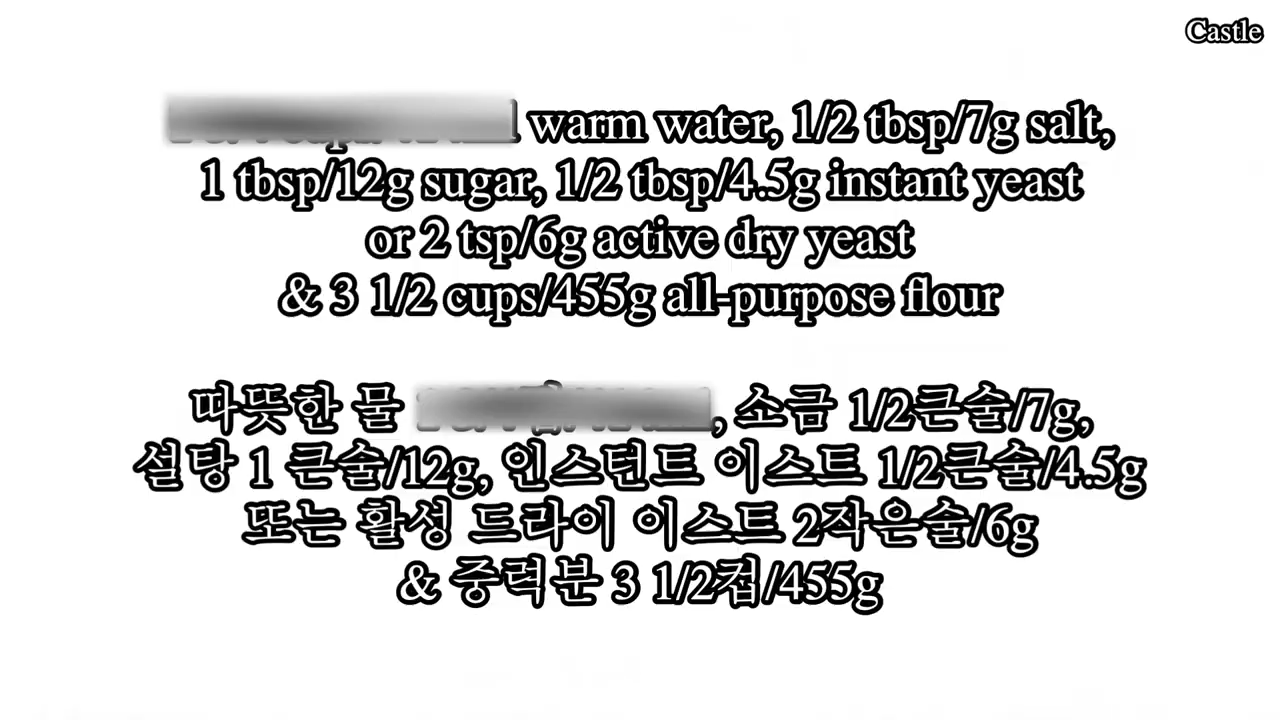 Castle
warm water, 1/2 tbsp/7g salt,
1 tbsp/12g sugar, 1/2 tbsp/4.5g instant yeast
or 2 tsp/6g active dry yeast
& 3 1/2 cups/455g all-purpose flour
따뜻한 물 , 소금 1/2큰술/7g,
설탕 1 큰술/12g, 인스턴트 이스트 1/2큰술/4.5g
또는 활성 드라이 이스트 2작은술/6g
& 중력분 3 1/2컵/455g